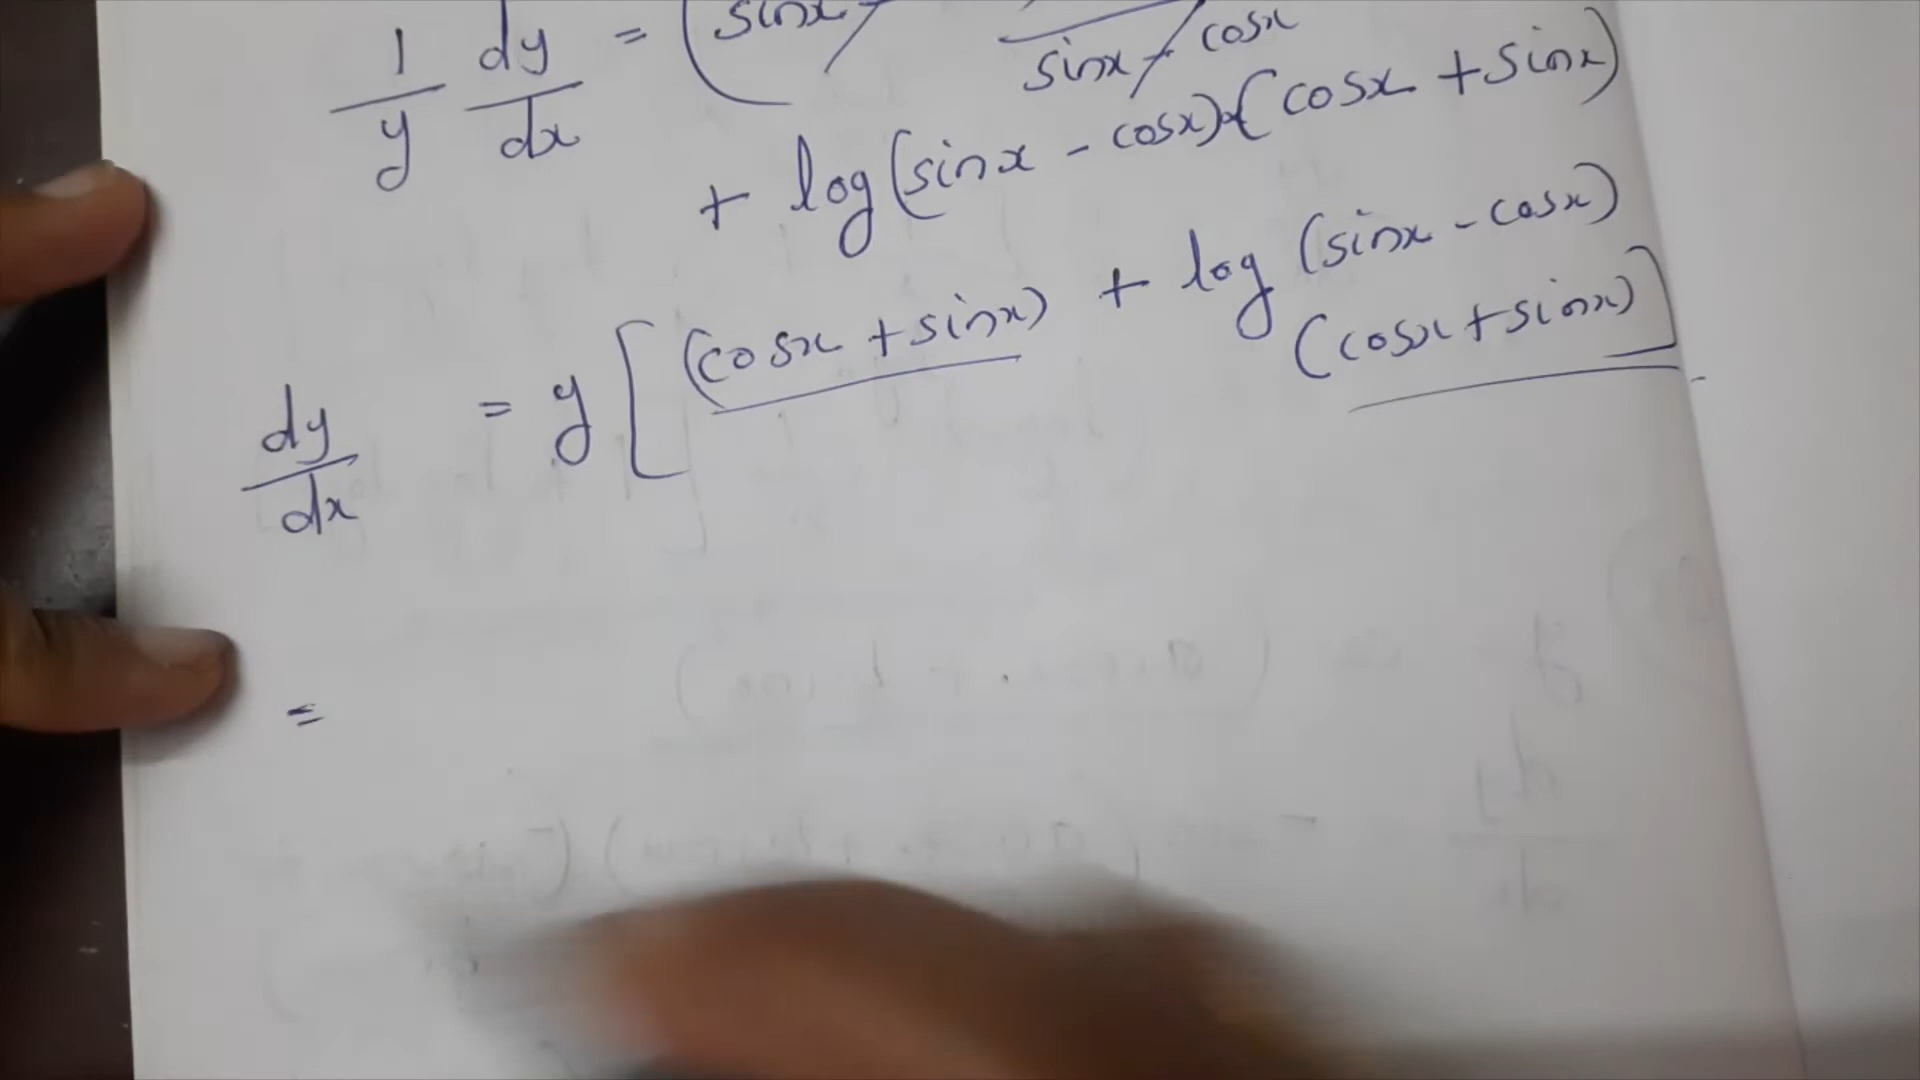 1/y dy/dx = (sinx
sinx - cosx
+ log(sinx - cosx)×(cosx + sinx)
dy/dx = y[(cosx + sinx) + log (sinx - cosx)
(cosx + sinx)]
=